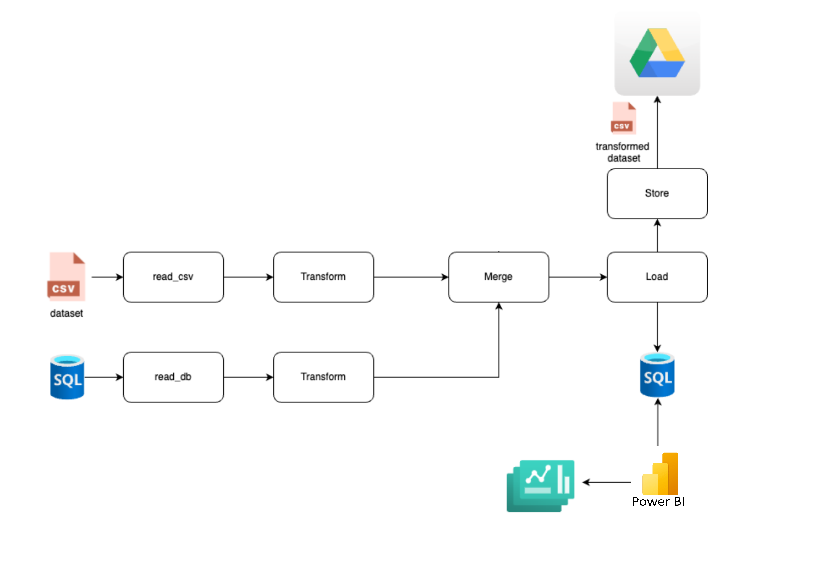 CSV
transformed
dataset
Store
CSV
dataset
read_csv
Transform
Merge
Load
SQL
read_db
Transform
SQL
Power BI